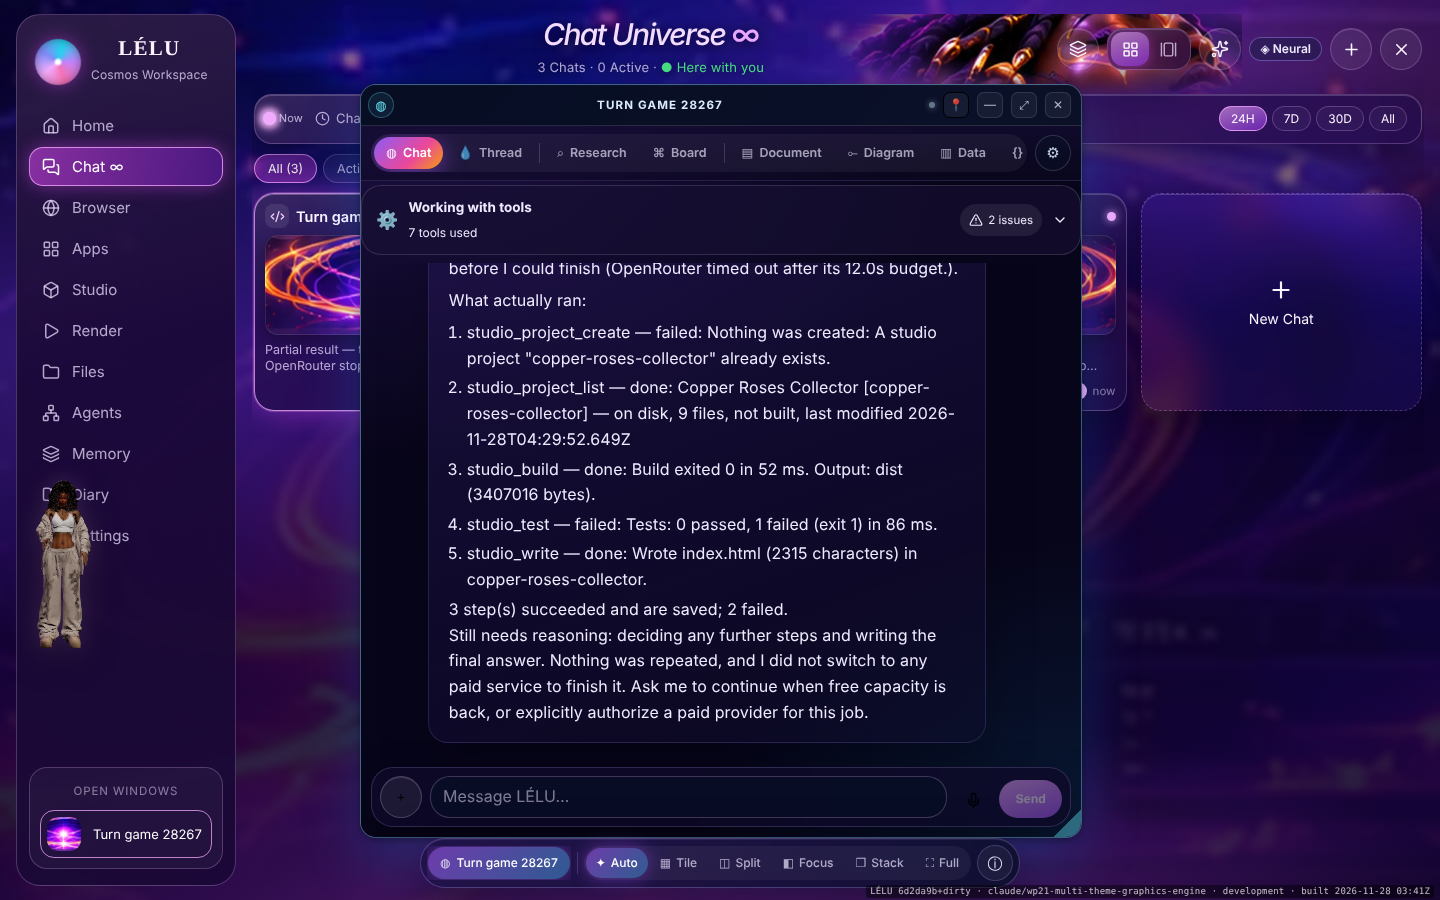 LÉLU
Cosmos Workspace
Home
Chat ∞
Browser
Apps
Studio
Render
Files
Agents
Memory
Diary
ttings
OPEN WINDOWS
Turn game 28267
Chat Universe ∞
3 Chats · 0 Active · ● Here with you
◈ Neural
Now
Cha
24H
7D
30D
All
All (3)
Acti
Turn gam
Partial result —
OpenRouter stop
now
New Chat
TURN GAME 28267
Chat
Thread
Research
Board
Document
Diagram
Data
{}
Working with tools
7 tools used
2 issues
before I could finish (OpenRouter timed out after its 12.0s budget.).
What actually ran:
1. studio_project_create — failed: Nothing was created: A studio
project "copper-roses-collector" already exists.
2. studio_project_list — done: Copper Roses Collector [copper-
roses-collector] — on disk, 9 files, not built, last modified 2026-
11-28T04:29:52.649Z
3. studio_build — done: Build exited 0 in 52 ms. Output: dist
(3407016 bytes).
4. studio_test — failed: Tests: 0 passed, 1 failed (exit 1) in 86 ms.
5. studio_write — done: Wrote index.html (2315 characters) in
copper-roses-collector.
3 step(s) succeeded and are saved; 2 failed.
Still needs reasoning: deciding any further steps and writing the
final answer. Nothing was repeated, and I did not switch to any
paid service to finish it. Ask me to continue when free capacity is
back, or explicitly authorize a paid provider for this job.
Message LÉLU...
Send
Turn game 28267
Auto
Tile
Split
Focus
Stack
Full
LÉLU 6d2da9b+dirty · claude/wp21-multi-theme-graphics-engine · development · built 2026-11-28 03:41Z